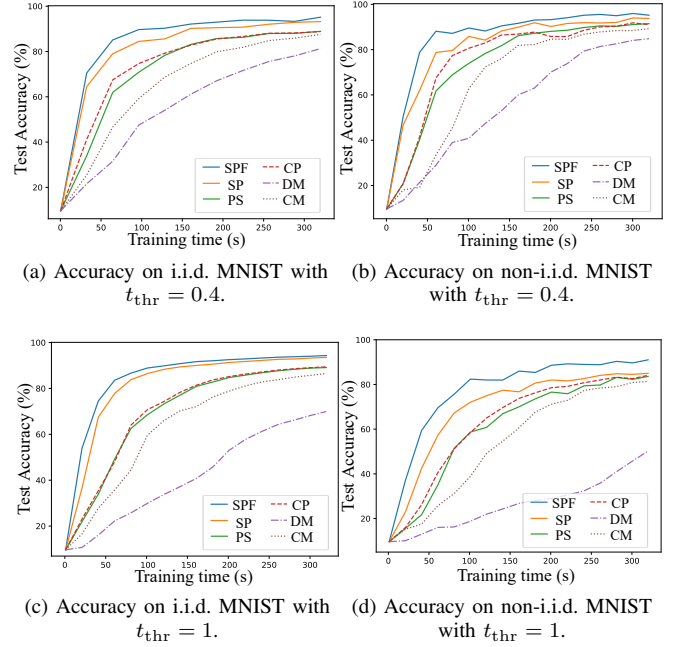 100
80
60
40
20
Test Accuracy (%)
0 50 100 150 200 250 300
Training time (s)
SPF CP
SP DM
PS CM
(a) Accuracy on i.i.d. MNIST with
t_thr = 0.4.
100
80
60
40
20
Test Accuracy (%)
0 50 100 150 200 250 300
Training time (s)
SPF CP
SP DM
PS CM
(b) Accuracy on non-i.i.d. MNIST
with t_thr = 0.4.
100
80
60
40
20
Test Accuracy (%)
0 50 100 150 200 250 300
Training time (s)
SPF CP
SP DM
PS CM
(c) Accuracy on i.i.d. MNIST with
t_thr = 1.
100
80
60
40
20
Test Accuracy (%)
0 50 100 150 200 250 300
Training time (s)
SPF CP
SP DM
PS CM
(d) Accuracy on non-i.i.d. MNIST
with t_thr = 1.